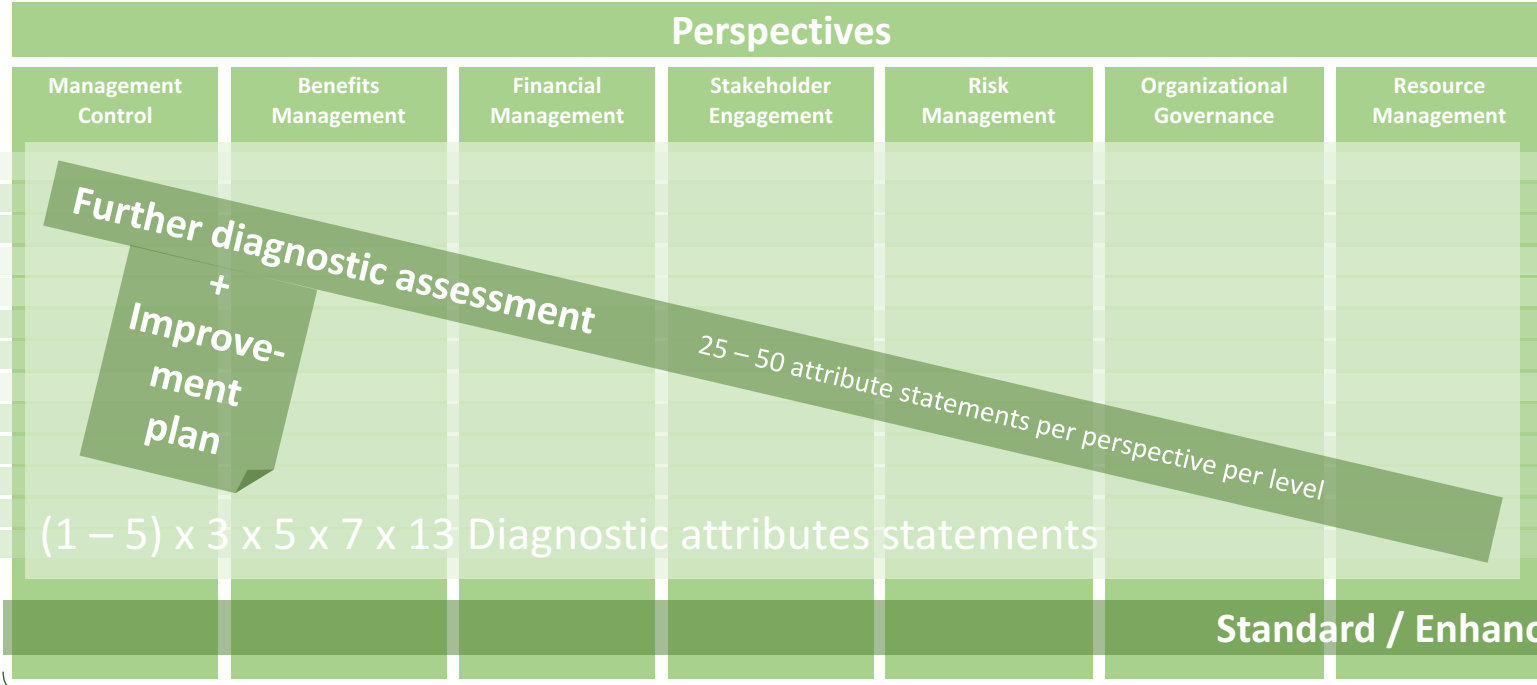 Perspectives
Management
Control
Benefits
Management
Financial
Management
Stakeholder
Engagement
Risk
Management
Organizational
Governance
Resource
Management
Further diagnostic assessment
+
Improve-
ment
plan
25 – 50 attribute statements per perspective per level
(1 – 5) x 3 x 5 x 7 x 13 Diagnostic attributes statements
Standard / Enhanc